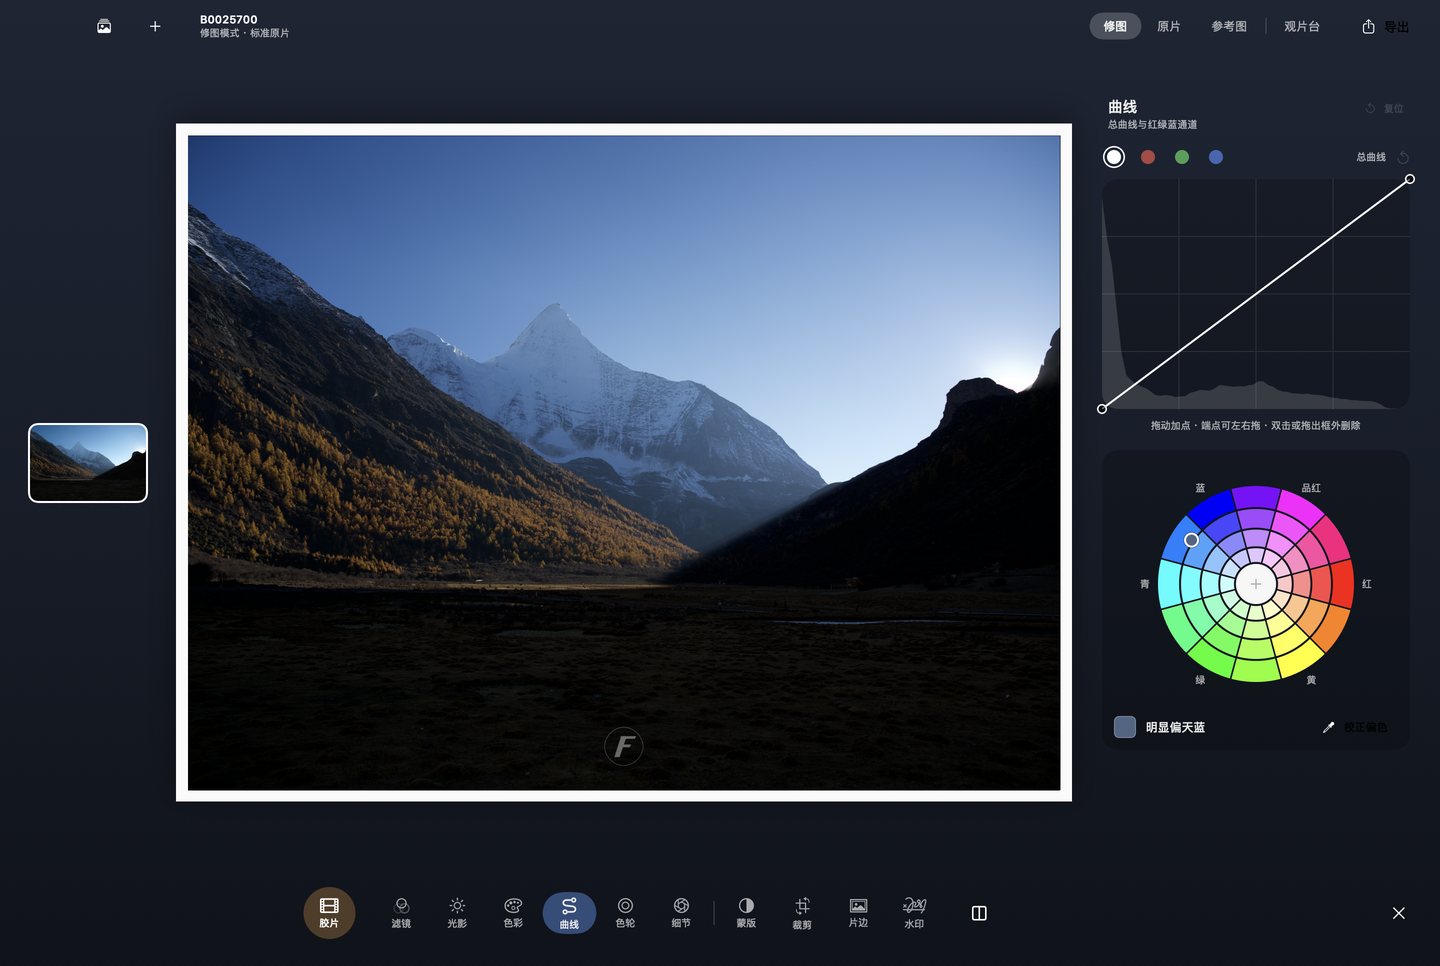 B0025700
修图模式 · 标准原片
修图
原片
参考图
观片台
导出
曲线
复位
总曲线与红绿蓝通道
总曲线
拖动加点 · 端点可左右拖 · 双击或拖出框外删除
蓝
品红
青
红
绿
黄
明显偏天蓝
校正偏色
F
胶片
滤镜
光影
色彩
曲线
色轮
细节
蒙版
裁剪
片边
水印